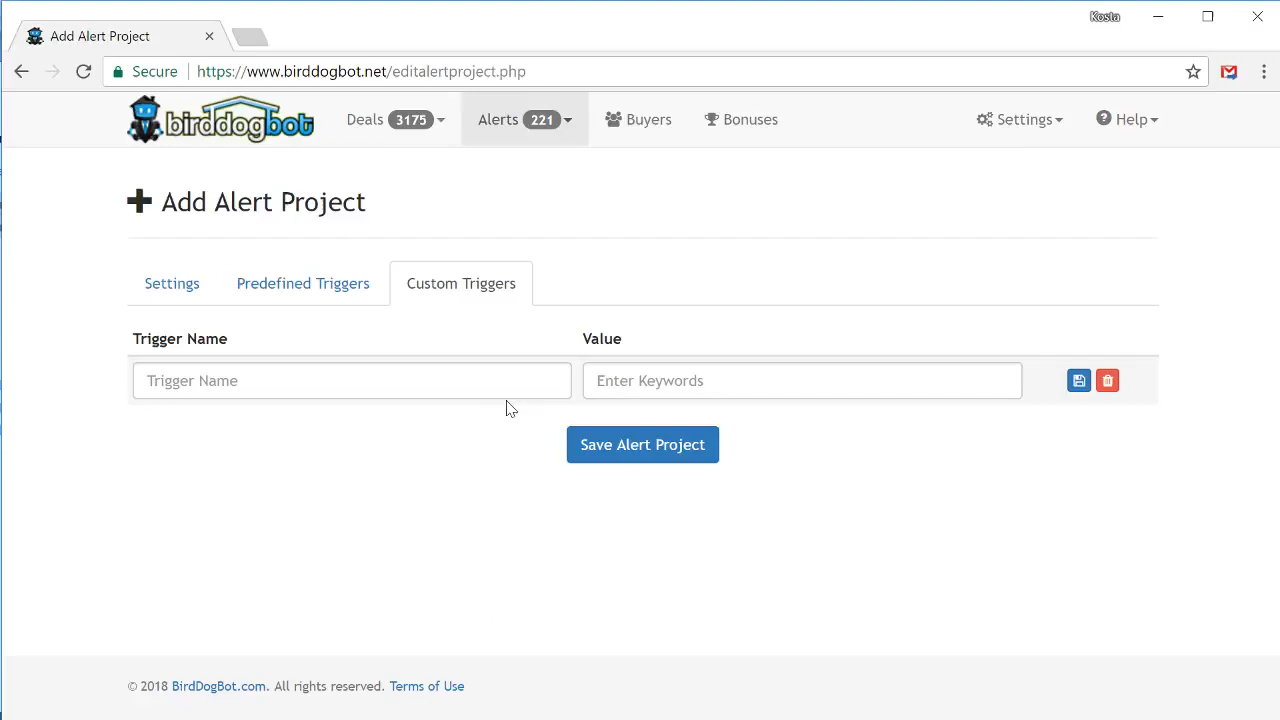 Kosta
Add Alert Project
Secure https://www.birddogbot.net/editalertproject.php
birddogbot Deals 3175 Alerts 221 Buyers Bonuses Settings Help
Add Alert Project
Settings Predefined Triggers Custom Triggers
Trigger Name Value
Trigger Name Enter Keywords
Save Alert Project
© 2018 BirdDogBot.com. All rights reserved. Terms of Use